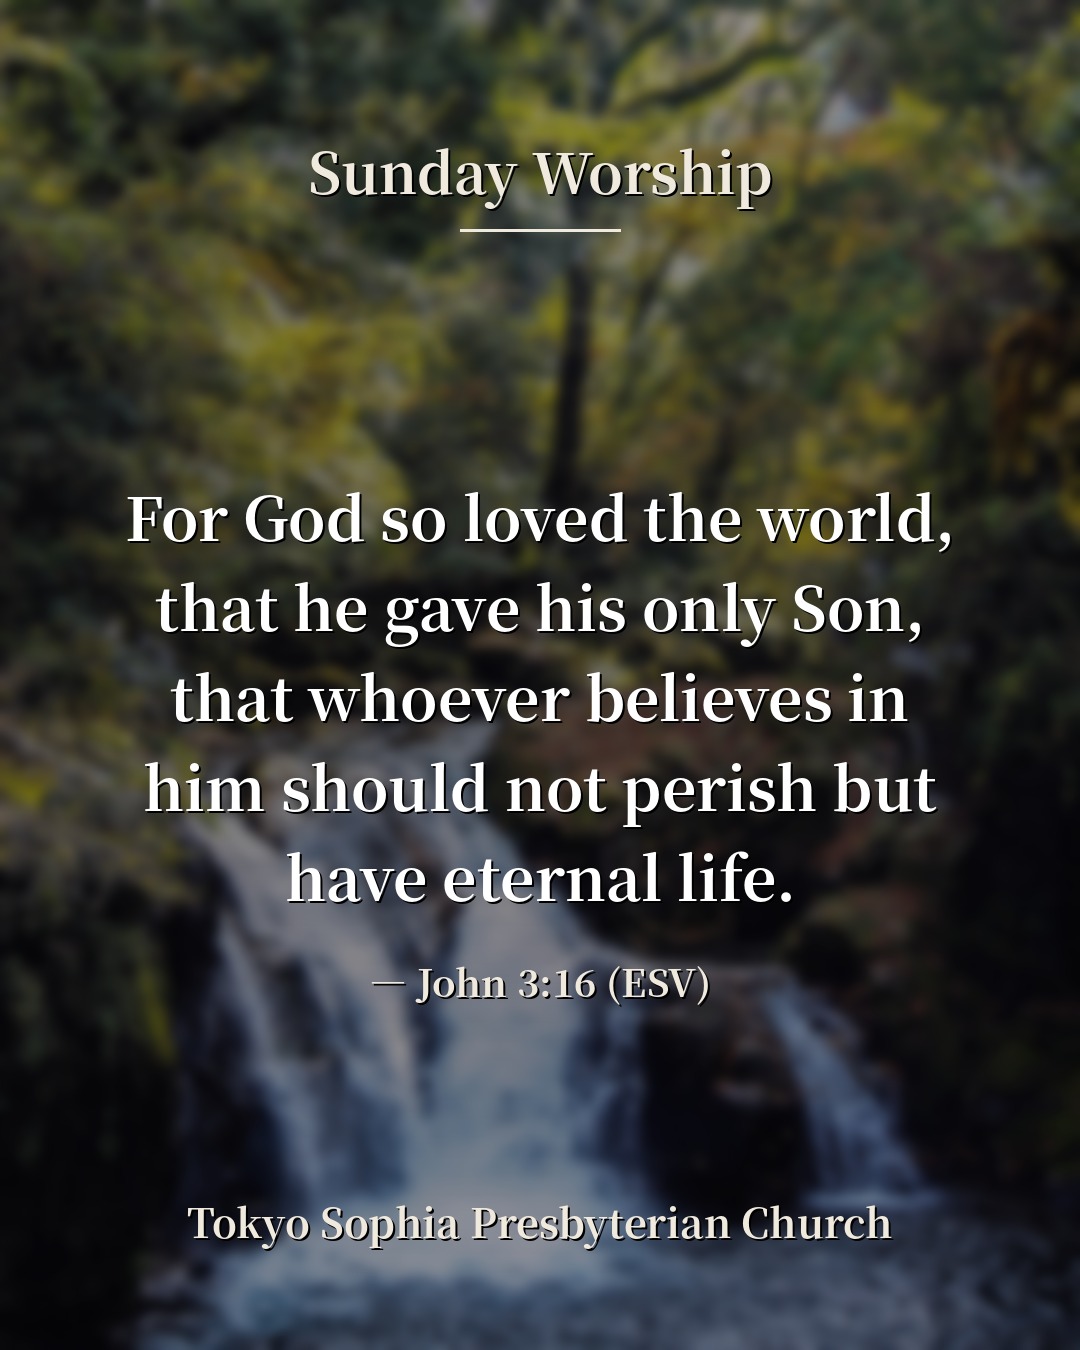 Sunday Worship
For God so loved the world,
that he gave his only Son,
that whoever believes in
him should not perish but
have eternal life.
— John 3:16 (ESV)
Tokyo Sophia Presbyterian Church